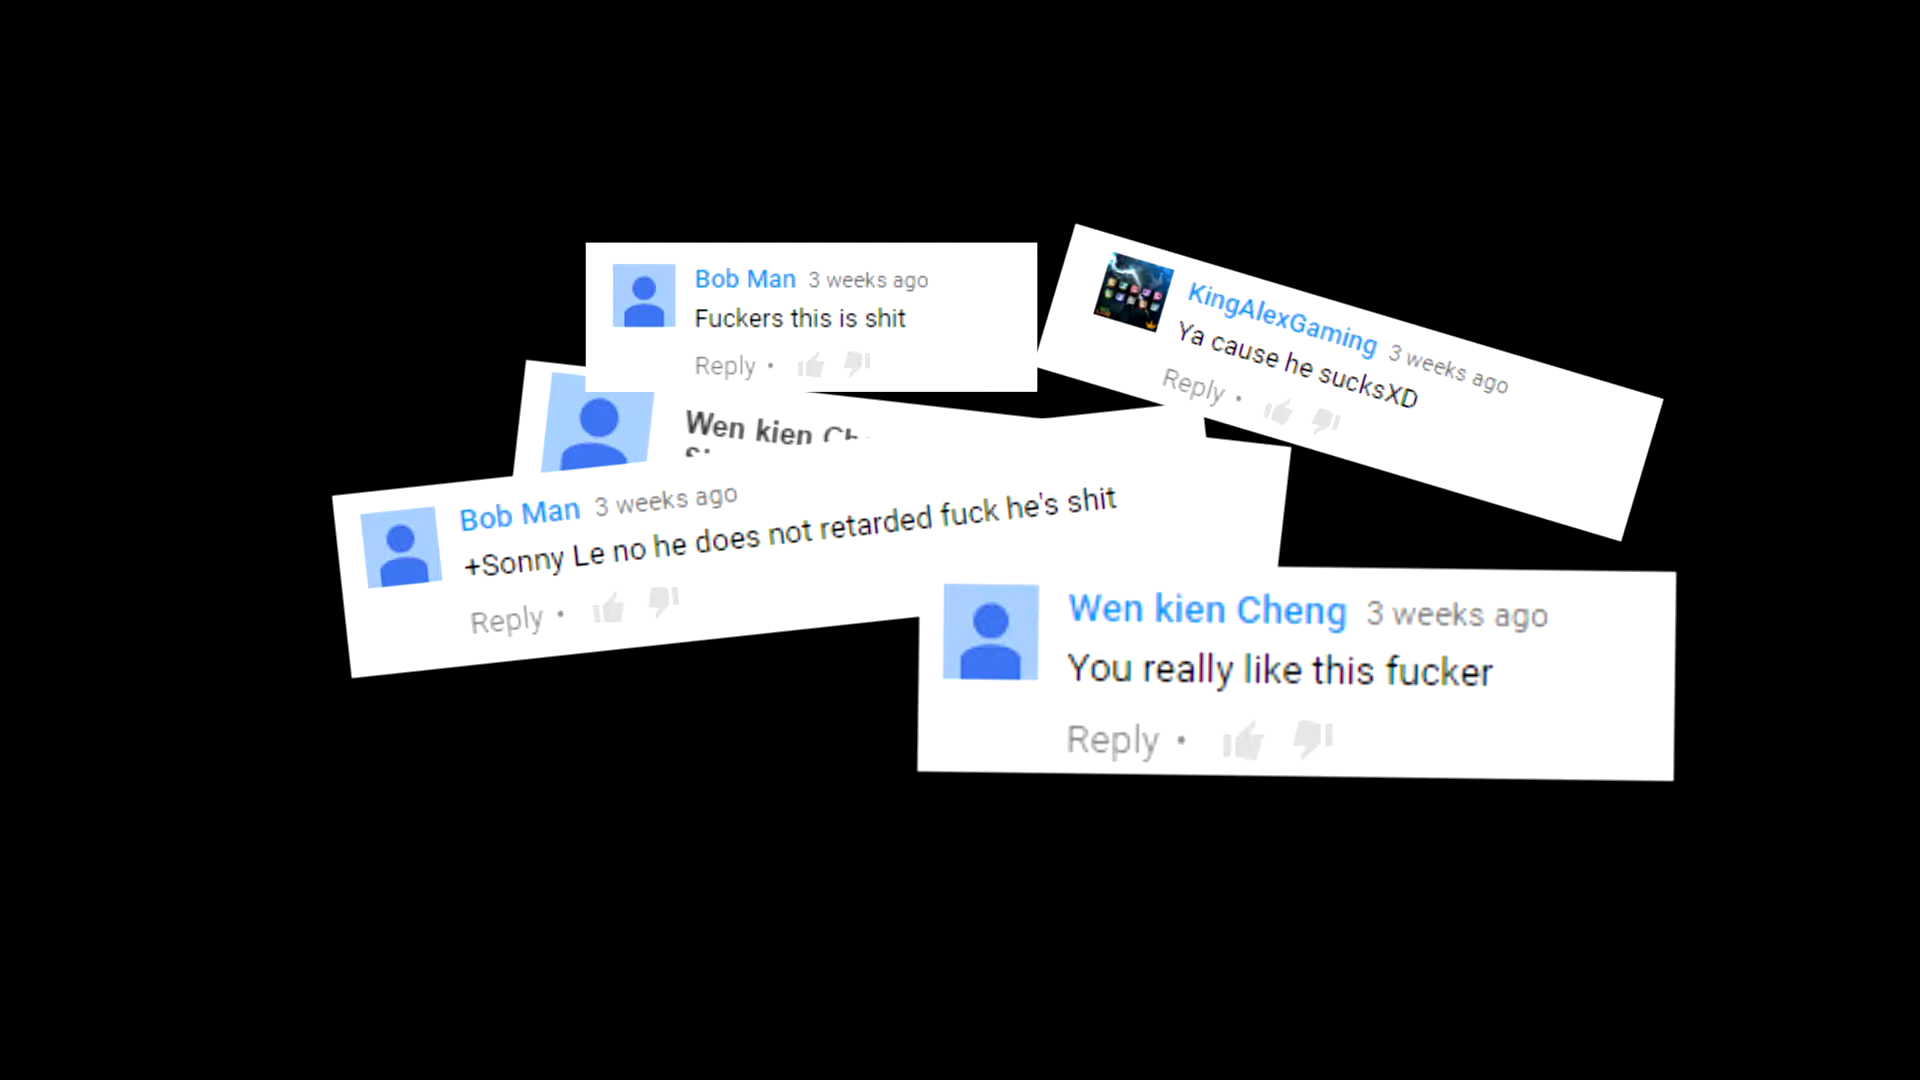 Bob Man 3 weeks ago
Fuckers this is shit
Reply •
KingAlexGaming 3 weeks ago
Ya cause he sucksXD
Reply •
Wen kien
Bob Man 3 weeks ago
+Sonny Le no he does not retarded fuck he's shit
Reply •
Wen kien Cheng 3 weeks ago
You really like this fucker
Reply •